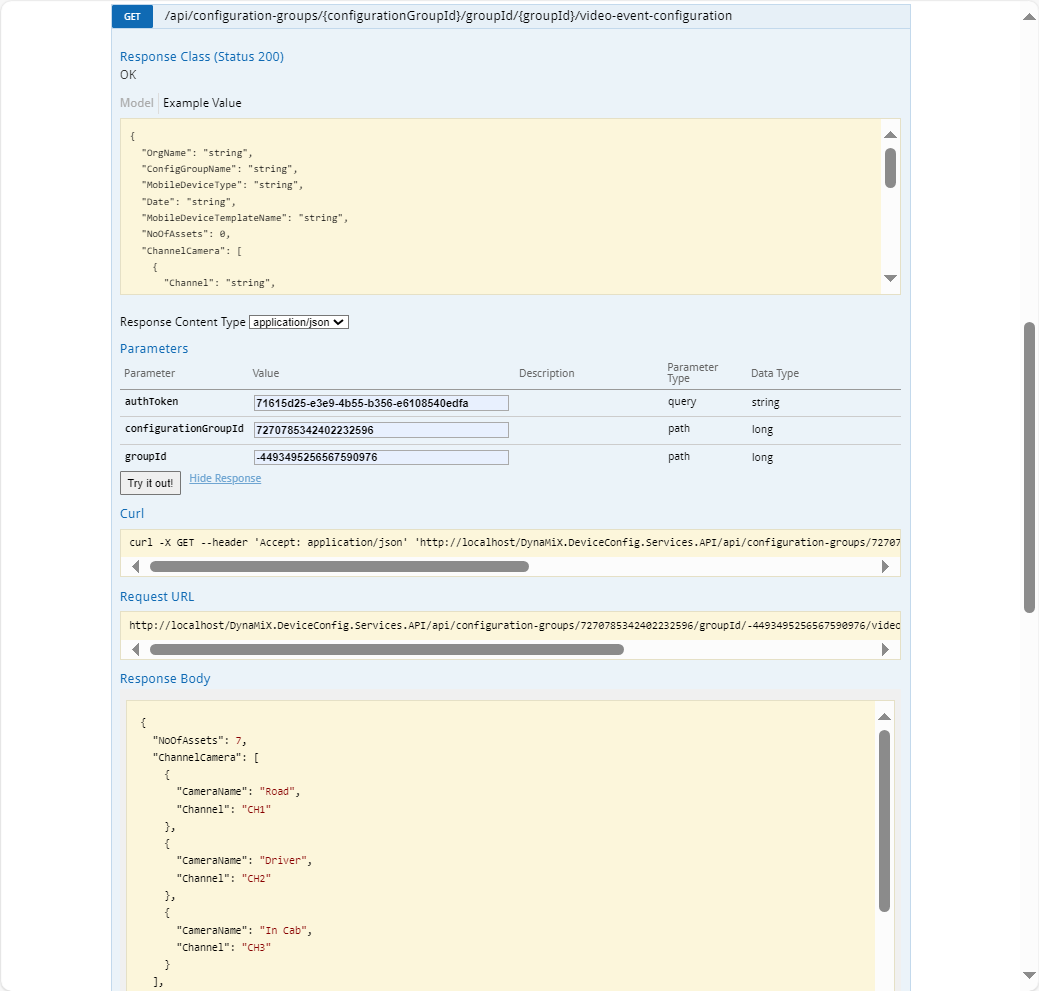 GET /api/configuration-groups/{configurationGroupId}/groupId/{groupId}/video-event-configuration
Response Class (Status 200)
OK
Model Example Value
{
"OrgName": "string",
"ConfigGroupName": "string",
"MobileDeviceType": "string",
"Date": "string",
"MobileDeviceTemplateName": "string",
"NoOfAssets": 0,
"ChannelCamera": [
{
"Channel": "string",
Response Content Type application/json
Parameters
Parameter Value Description Parameter Type Data Type
authToken 71615d25-e3e9-4b55-b356-e6108540edfa query string
configurationGroupId 7270785342402232596 path long
groupId -4493495256567590976 path long
Try it out! Hide Response
Curl
curl -X GET --header 'Accept: application/json' 'http://localhost/DynaMiX.DeviceConfig.Services.API/api/configuration-groups/72707
Request URL
http://localhost/DynaMiX.DeviceConfig.Services.API/api/configuration-groups/7270785342402232596/groupId/-4493495256567590976/video
Response Body
{
"NoOfAssets": 7,
"ChannelCamera": [
{
"CameraName": "Road",
"Channel": "CH1"
},
{
"CameraName": "Driver",
"Channel": "CH2"
},
{
"CameraName": "In Cab",
"Channel": "CH3"
}
],